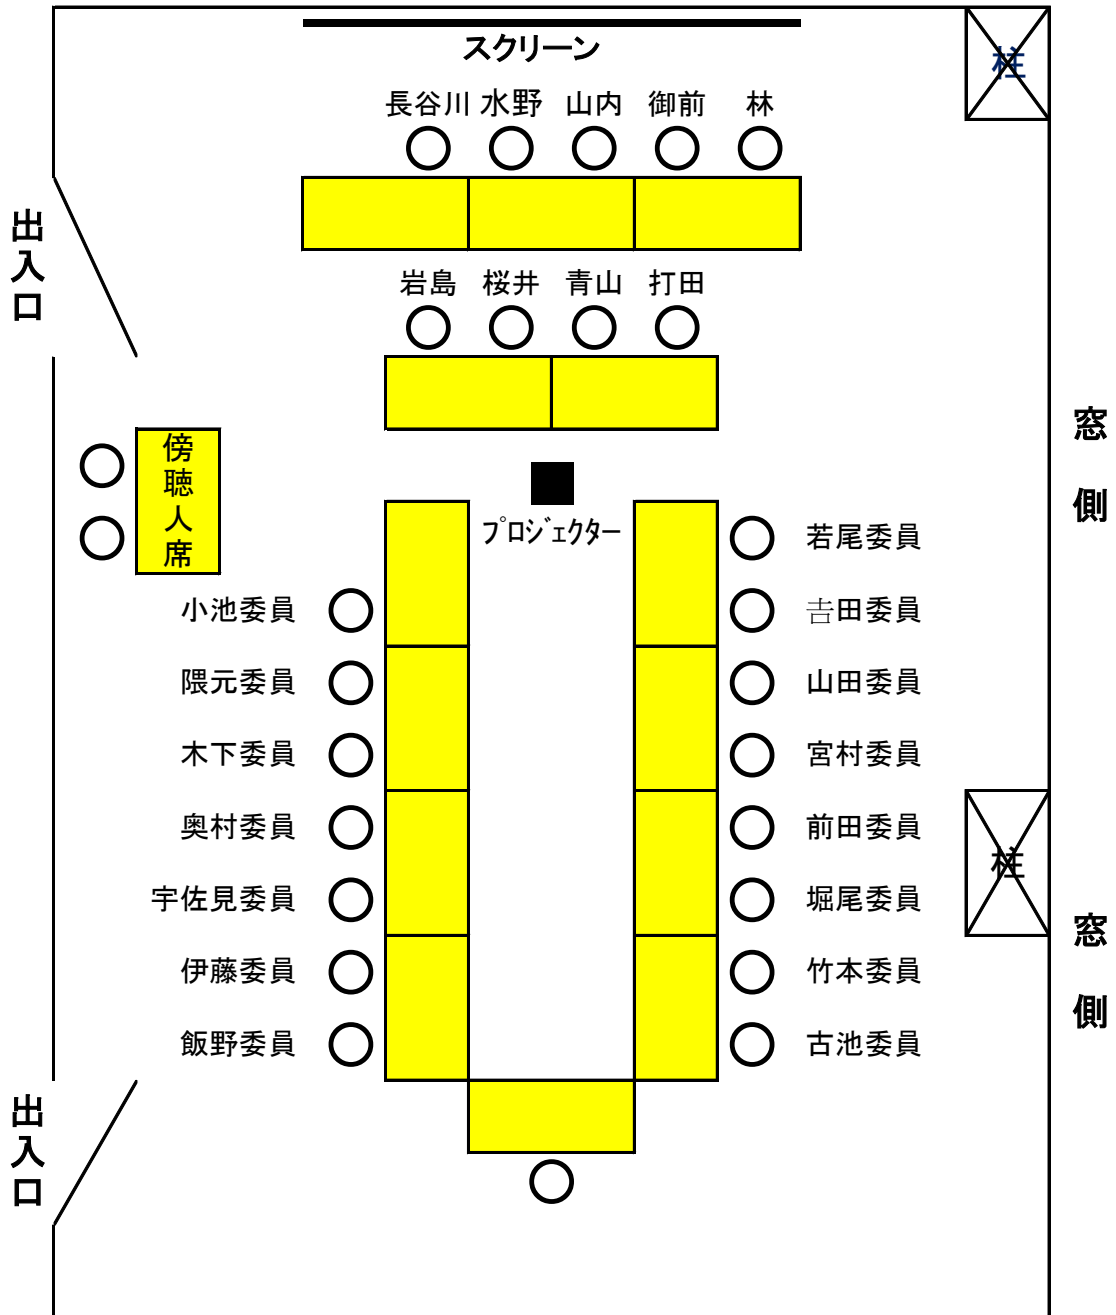 スクリーン
柱
長谷川 水野 山内 御前 林
出入口
岩島 桜井 青山 打田
窓側
傍聴人席
プロジェクター
若尾委員
小池委員 𠮷田委員
隈元委員 山田委員
木下委員 宮村委員
奥村委員 前田委員
柱
宇佐見委員 堀尾委員
窓側
伊藤委員 竹本委員
飯野委員 古池委員
出入口